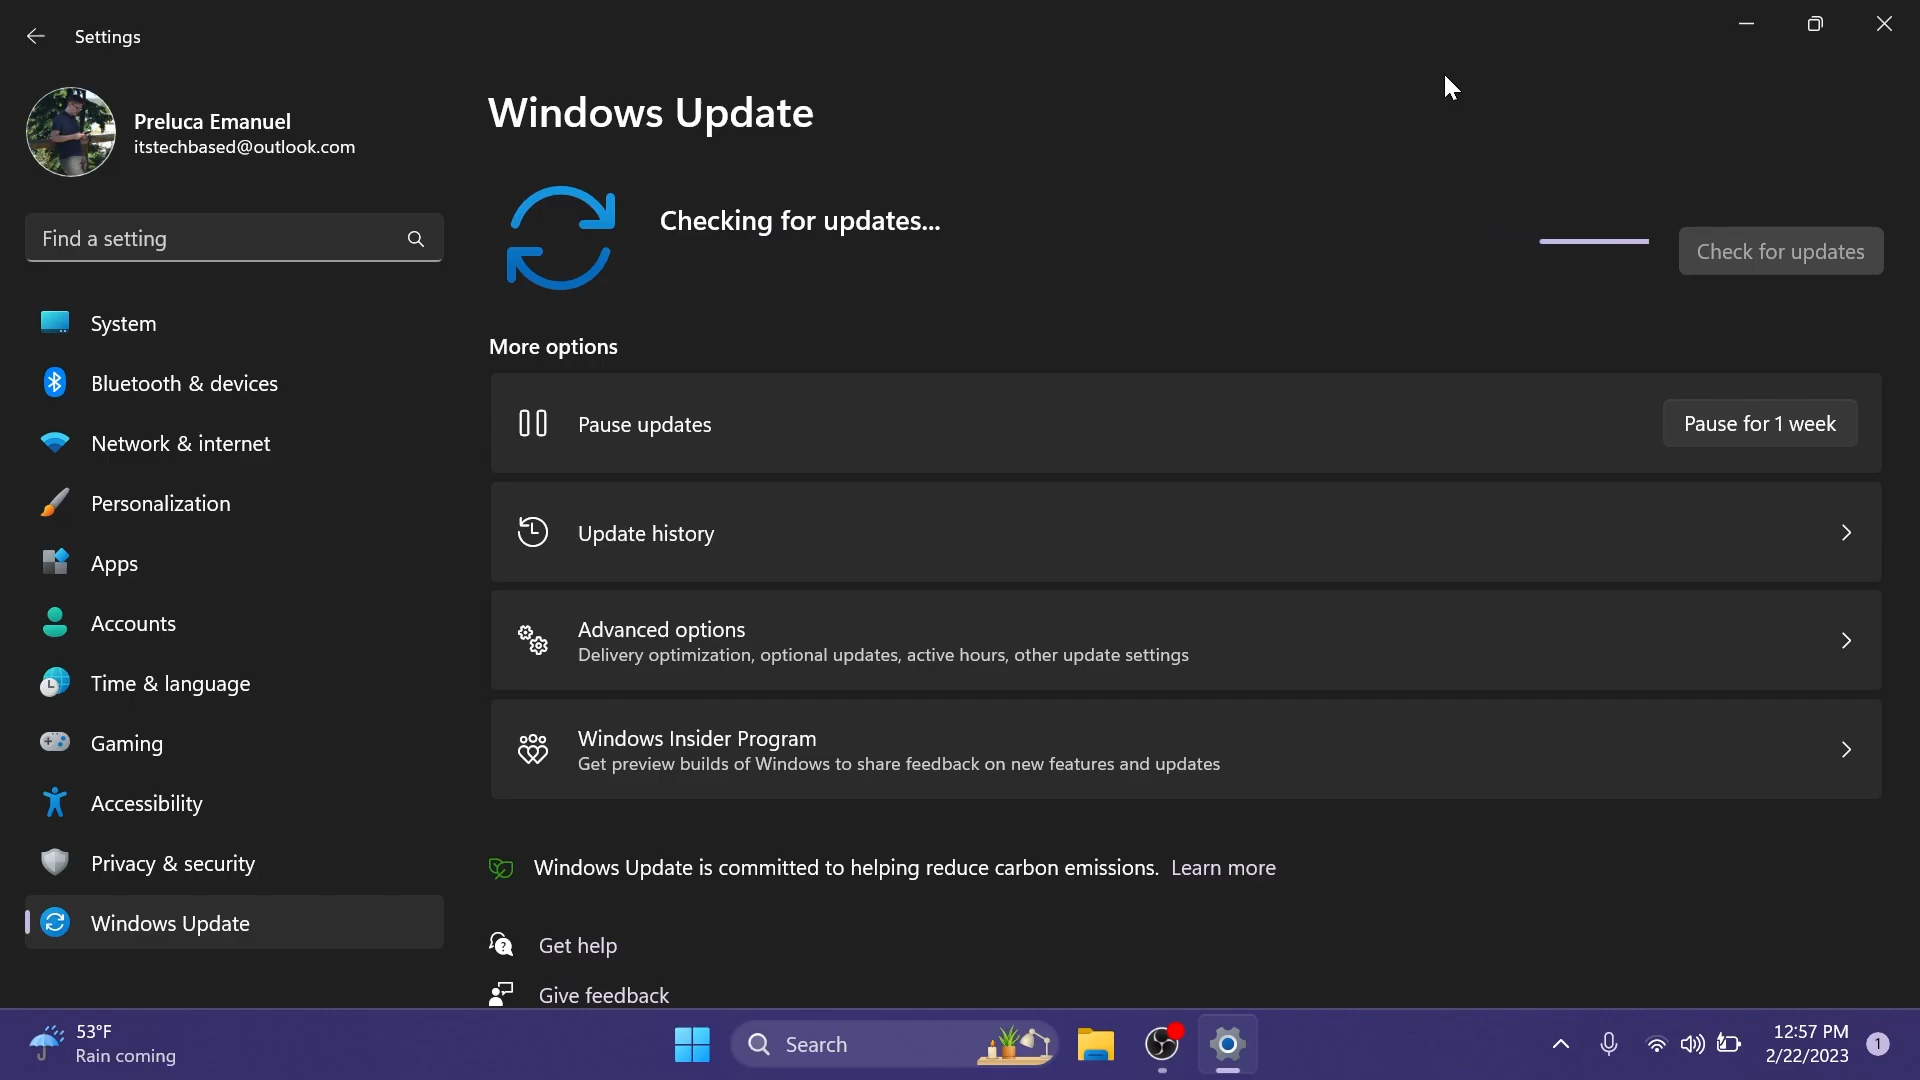 Settings
Preluca Emanuel
itstechbased@outlook.com
Find a setting
System
Bluetooth & devices
Network & internet
Personalization
Apps
Accounts
Time & language
Gaming
Accessibility
Privacy & security
Windows Update
Windows Update
Checking for updates...
Check for updates
More options
Pause updates
Pause for 1 week
Update history
Advanced options
Delivery optimization, optional updates, active hours, other update settings
Windows Insider Program
Get preview builds of Windows to share feedback on new features and updates
Windows Update is committed to helping reduce carbon emissions. Learn more
Get help
Give feedback
53°F
Rain coming
Search
12:57 PM
2/22/2023
1